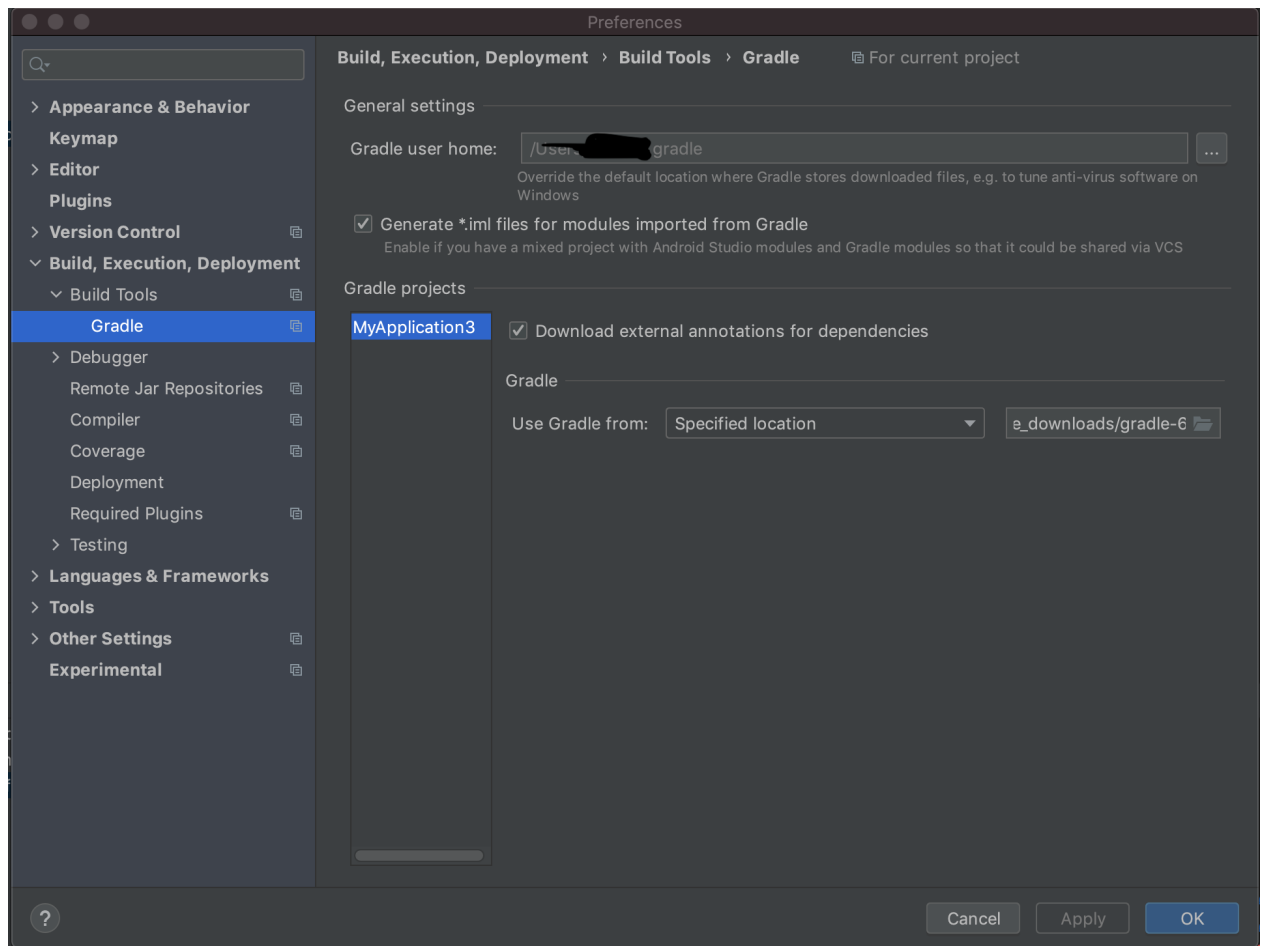 Preferences
Build, Execution, Deployment › Build Tools › Gradle For current project
Appearance & Behavior
Keymap
Editor
Plugins
Version Control
Build, Execution, Deployment
Build Tools
Gradle
Debugger
Remote Jar Repositories
Compiler
Coverage
Deployment
Required Plugins
Testing
Languages & Frameworks
Tools
Other Settings
Experimental
General settings
Gradle user home: gradle ...
Override the default location where Gradle stores downloaded files, e.g. to tune anti-virus software on
Windows
Generate *.iml files for modules imported from Gradle
Enable if you have a mixed project with Android Studio modules and Gradle modules so that it could be shared via VCS
Gradle projects
MyApplication3
Download external annotations for dependencies
Gradle
Use Gradle from: Specified location e_downloads/gradle-6
? Cancel Apply OK